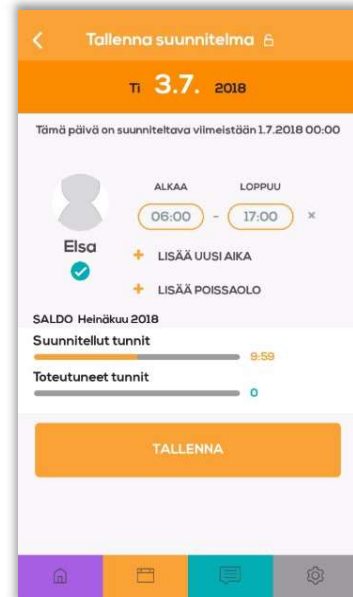 Tallenna suunnitelma
Ti 3.7. 2018
Tämä päivä on suunniteltava viimeistään 1.7.2018 00:00
ALKAA LOPPUU
06:00 - 17:00 ×
Elsa
+ LISÄÄ UUSI AIKA
+ LISÄÄ POISSAOLO
SALDO Heinäkuu 2018
Suunnitellut tunnit
9:59
Toteutuneet tunnit
0
TALLENNA